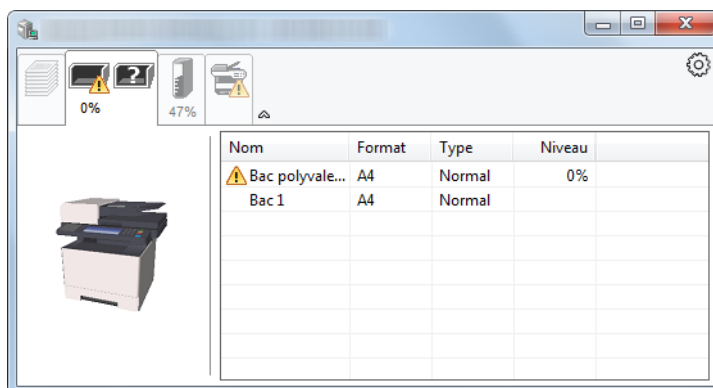 0%
47%
Nom Format Type Niveau
Bac polyvale... A4 Normal 0%
Bac 1 A4 Normal